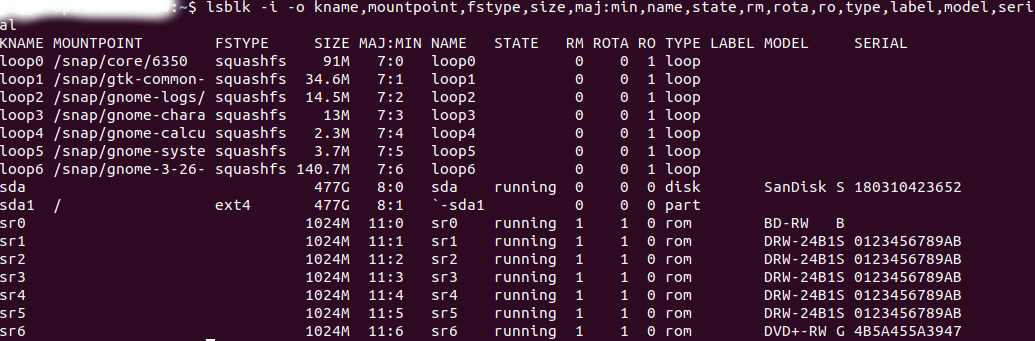 :~$ lsblk -i -o kname,mountpoint,fstype,size,maj:min,name,state,rm,rota,ro,type,label,model,seri
al
KNAME MOUNTPOINT FSTYPE SIZE MAJ:MIN NAME STATE RM ROTA RO TYPE LABEL MODEL SERIAL
loop0 /snap/core/6350 squashfs 91M 7:0 loop0 0 0 1 loop
loop1 /snap/gtk-common- squashfs 34.6M 7:1 loop1 0 0 1 loop
loop2 /snap/gnome-logs/ squashfs 14.5M 7:2 loop2 0 0 1 loop
loop3 /snap/gnome-chara squashfs 13M 7:3 loop3 0 0 1 loop
loop4 /snap/gnome-calcu squashfs 2.3M 7:4 loop4 0 0 1 loop
loop5 /snap/gnome-syste squashfs 3.7M 7:5 loop5 0 0 1 loop
loop6 /snap/gnome-3-26- squashfs 140.7M 7:6 loop6 0 0 1 loop
sda 477G 8:0 sda running 0 0 0 disk SanDisk S 180310423652
sda1 / ext4 477G 8:1 `-sda1 0 0 0 part
sr0 1024M 11:0 sr0 running 1 1 0 rom BD-RW B
sr1 1024M 11:1 sr1 running 1 1 0 rom DRW-24B1S 0123456789AB
sr2 1024M 11:2 sr2 running 1 1 0 rom DRW-24B1S 0123456789AB
sr3 1024M 11:3 sr3 running 1 1 0 rom DRW-24B1S 0123456789AB
sr4 1024M 11:4 sr4 running 1 1 0 rom DRW-24B1S 0123456789AB
sr5 1024M 11:5 sr5 running 1 1 0 rom DRW-24B1S 0123456789AB
sr6 1024M 11:6 sr6 running 1 1 0 rom DVD+-RW G 4B5A455A3947